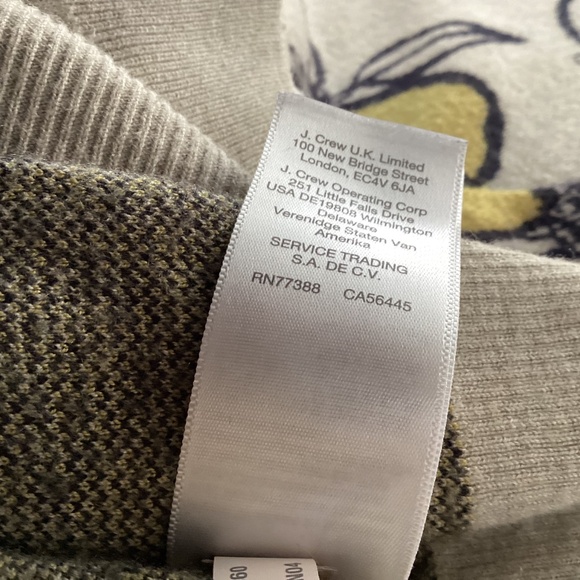 J. Crew U.K. Limited
100 New Bridge Street
London, EC4V 6JA
J. Crew Operating Corp
251 Little Falls Drive
USA DE19808 Wilmington
Delaware
Verenidge Staten Van
Amerika
SERVICE TRADING
S.A. DE C.V.
RN77388 CA56445